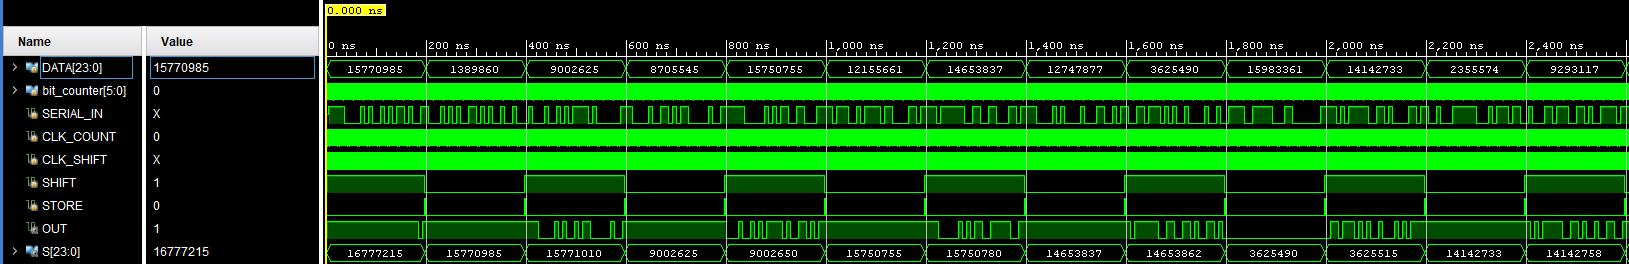 0.000 ns
Name Value
0 ns 200 ns 400 ns 600 ns 800 ns 1,000 ns 1,200 ns 1,400 ns 1,600 ns 1,800 ns 2,000 ns 2,200 ns 2,400 ns
DATA[23:0] 15770985 15770985 1389860 9002625 8705545 15750755 12155661 14653837 12747877 3625490 15983361 14142733 2355574 9293117
bit_counter[5:0] 0
SERIAL_IN X
CLK_COUNT 0
CLK_SHIFT X
SHIFT 1
STORE 0
OUT 1
S[23:0] 16777215 16777215 15770985 15771010 9002625 9002650 15750755 15750780 14653837 14653862 3625490 3625515 14142733 14142758